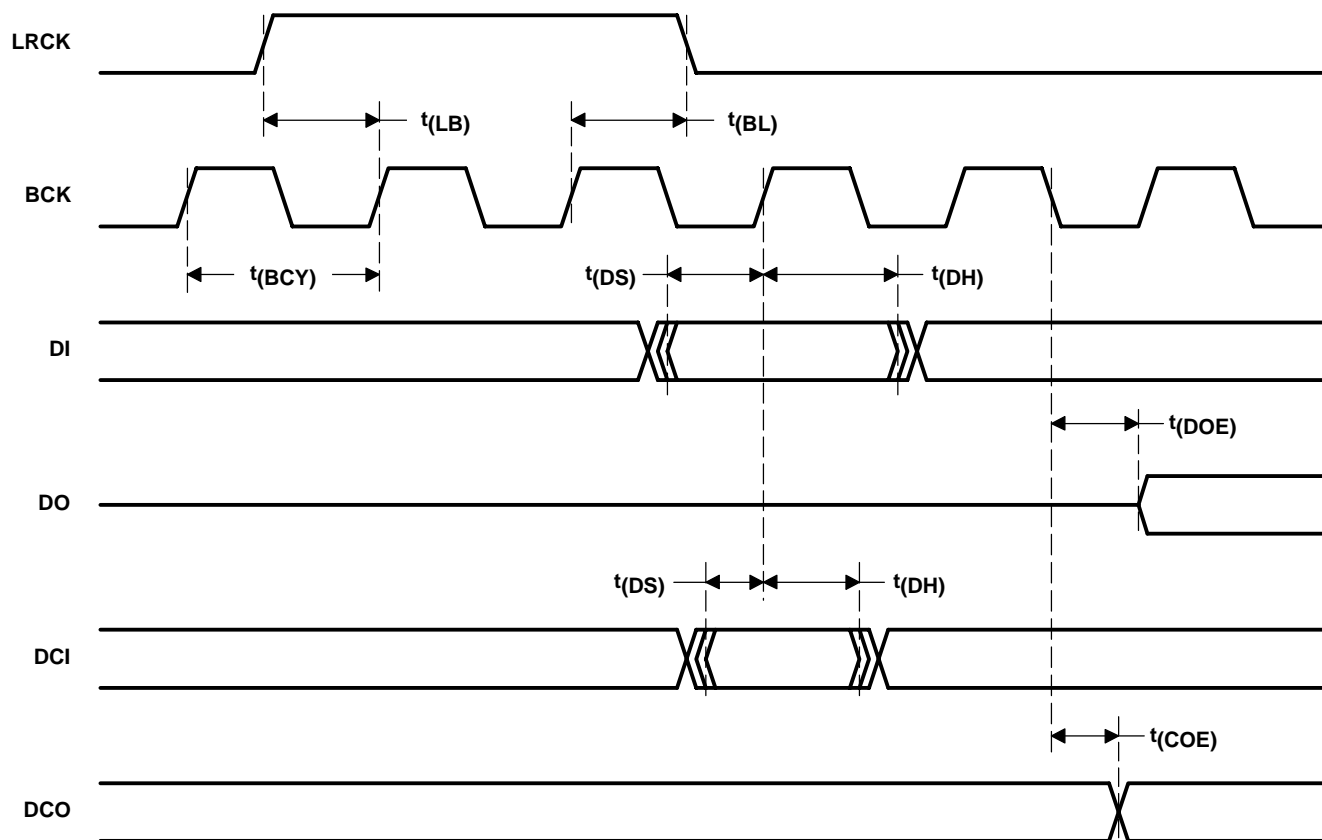 LRCK
t(LB)
t(BL)
BCK
t(BCY)
t(DS)
t(DH)
DI
t(DOE)
DO
t(DS)
t(DH)
DCI
t(COE)
DCO